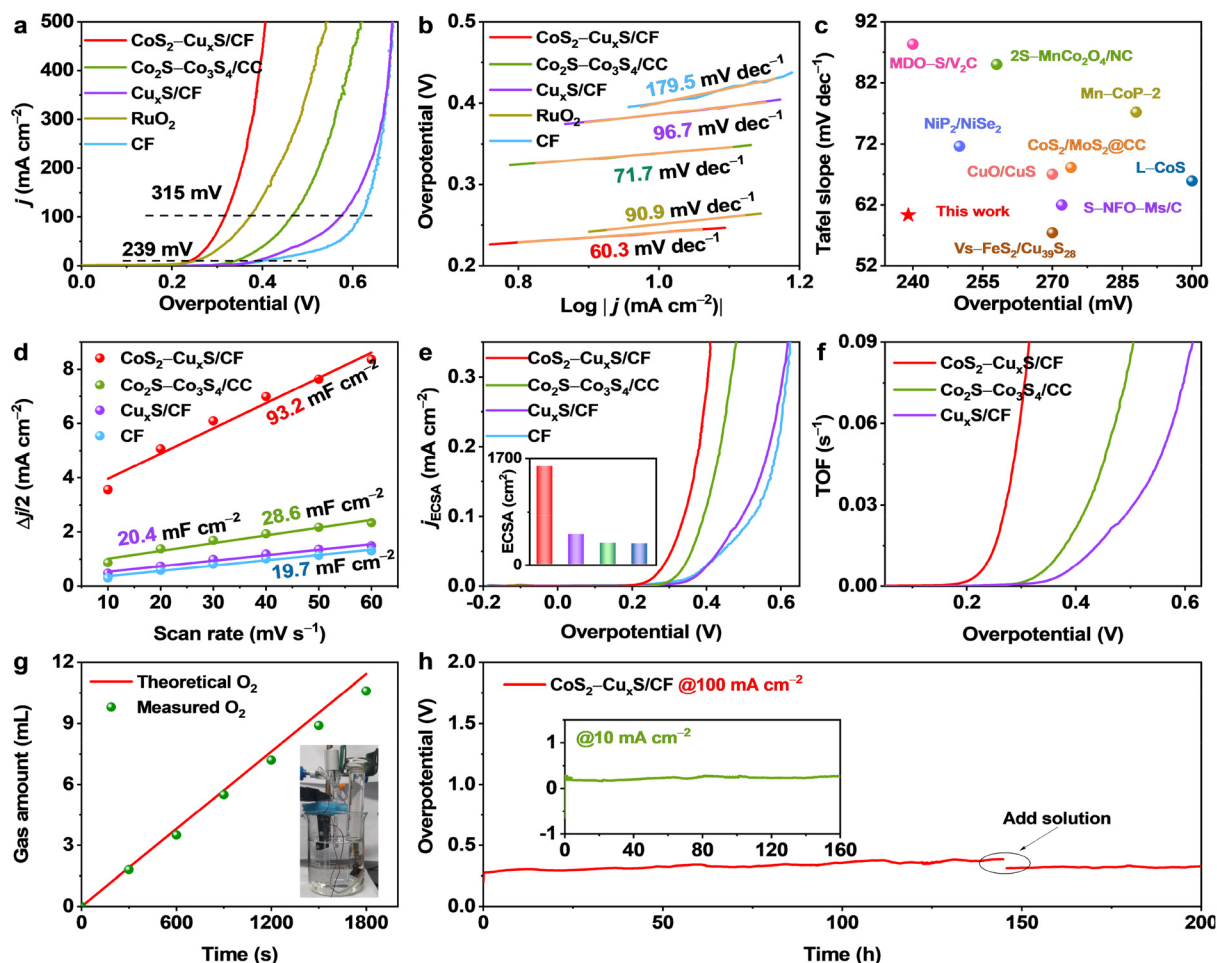 a
500
400
300
200
100
0
j (mA cm⁻²)
CoS₂–CuₓS/CF
Co₂S–Co₃S₄/CC
CuₓS/CF
RuO₂
CF
315 mV
239 mV
0.0 0.2 0.4 0.6
Overpotential (V)
b
0.5
0.4
0.3
0.2
Overpotential (V)
CoS₂–CuₓS/CF
Co₂S–Co₃S₄/CC
CuₓS/CF
RuO₂
CF
179.5 mV dec⁻¹
96.7 mV dec⁻¹
71.7 mV dec⁻¹
90.9 mV dec⁻¹
60.3 mV dec⁻¹
0.8 1.0 1.2
Log | j (mA cm⁻²)|
c
92
82
72
62
52
Tafel slope (mV dec⁻¹)
MDO–S/V₂C
2S–MnCo₂O₄/NC
Mn–CoP–2
NiP₂/NiSe₂
CoS₂/MoS₂@CC
CuO/CuS
L–CoS
This work
S–NFO–Ms/C
Vs–FeS₂/Cu₃₉S₂₈
240 255 270 285 300
Overpotential (mV)
d
8
6
4
2
0
Δj/2 (mA cm⁻²)
CoS₂–CuₓS/CF
Co₂S–Co₃S₄/CC
CuₓS/CF
CF
93.2 mF cm⁻²
28.6 mF cm⁻²
20.4 mF cm⁻²
19.7 mF cm⁻²
10 20 30 40 50 60
Scan rate (mV s⁻¹)
e
0.3
0.2
0.1
0.0
j_ECSA (mA cm⁻²)
CoS₂–CuₓS/CF
Co₂S–Co₃S₄/CC
CuₓS/CF
CF
1700
0
ECSA (cm²)
-0.2 0.0 0.2 0.4 0.6
Overpotential (V)
f
0.09
0.06
0.03
0.00
TOF (s⁻¹)
CoS₂–CuₓS/CF
Co₂S–Co₃S₄/CC
CuₓS/CF
0.2 0.4 0.6
Overpotential (V)
g
12
9
6
3
0
Gas amount (mL)
Theoretical O₂
Measured O₂
0 600 1200 1800
Time (s)
h
2.0
1.5
1.0
0.5
0.0
Overpotential (V)
CoS₂–CuₓS/CF @100 mA cm⁻²
@10 mA cm⁻²
1
0
-1
0 40 80 120 160
Add solution
0 50 100 150 200
Time (h)